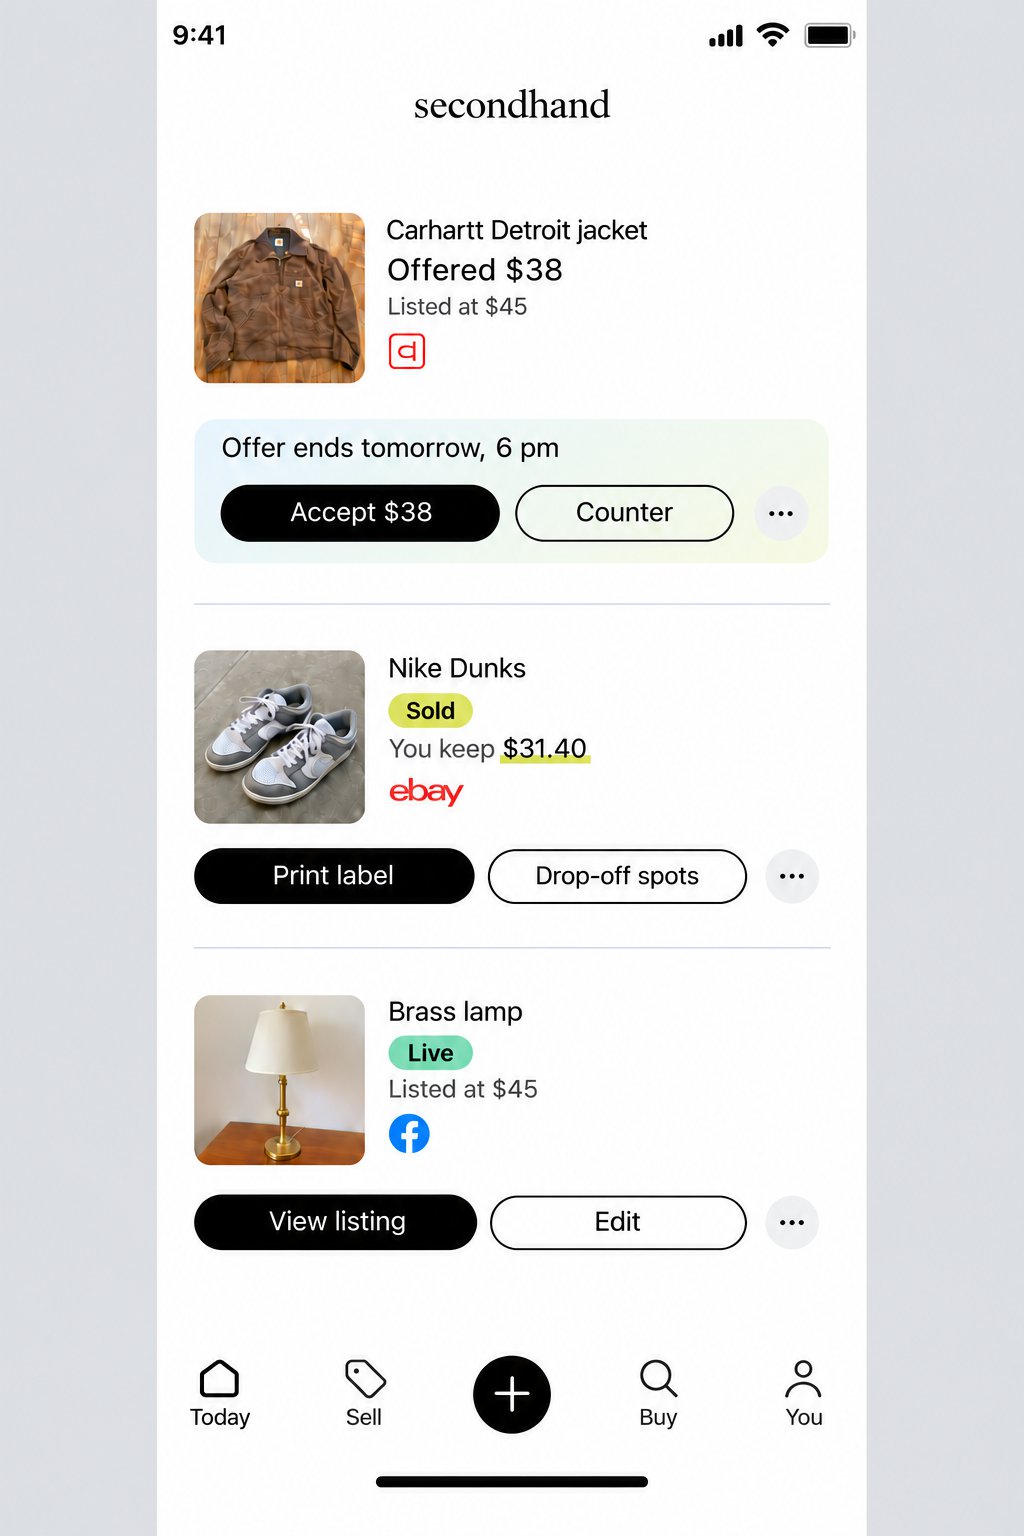 9:41
secondhand
Carhartt Detroit jacket
Offered $38
Listed at $45
d
Offer ends tomorrow, 6 pm
Accept $38
Counter
Nike Dunks
Sold
You keep $31.40
ebay
Print label
Drop-off spots
Brass lamp
Live
Listed at $45
f
View listing
Edit
Today
Sell
Buy
You